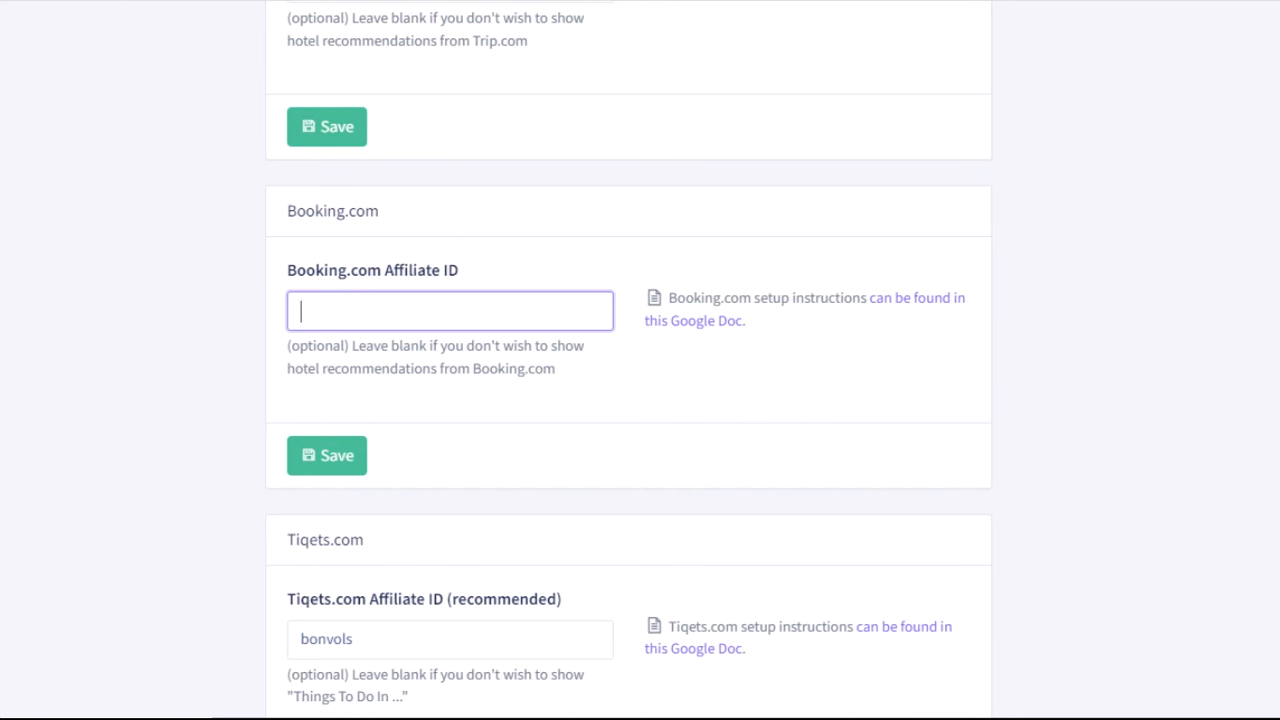 (optional) Leave blank if you don't wish to show
hotel recommendations from Trip.com
Save
Booking.com
Booking.com Affiliate ID
Booking.com setup instructions can be found in
this Google Doc.
(optional) Leave blank if you don't wish to show
hotel recommendations from Booking.com
Save
Tiqets.com
Tiqets.com Affiliate ID (recommended)
bonvols
Tiqets.com setup instructions can be found in
this Google Doc.
(optional) Leave blank if you don't wish to show
"Things To Do In ..."